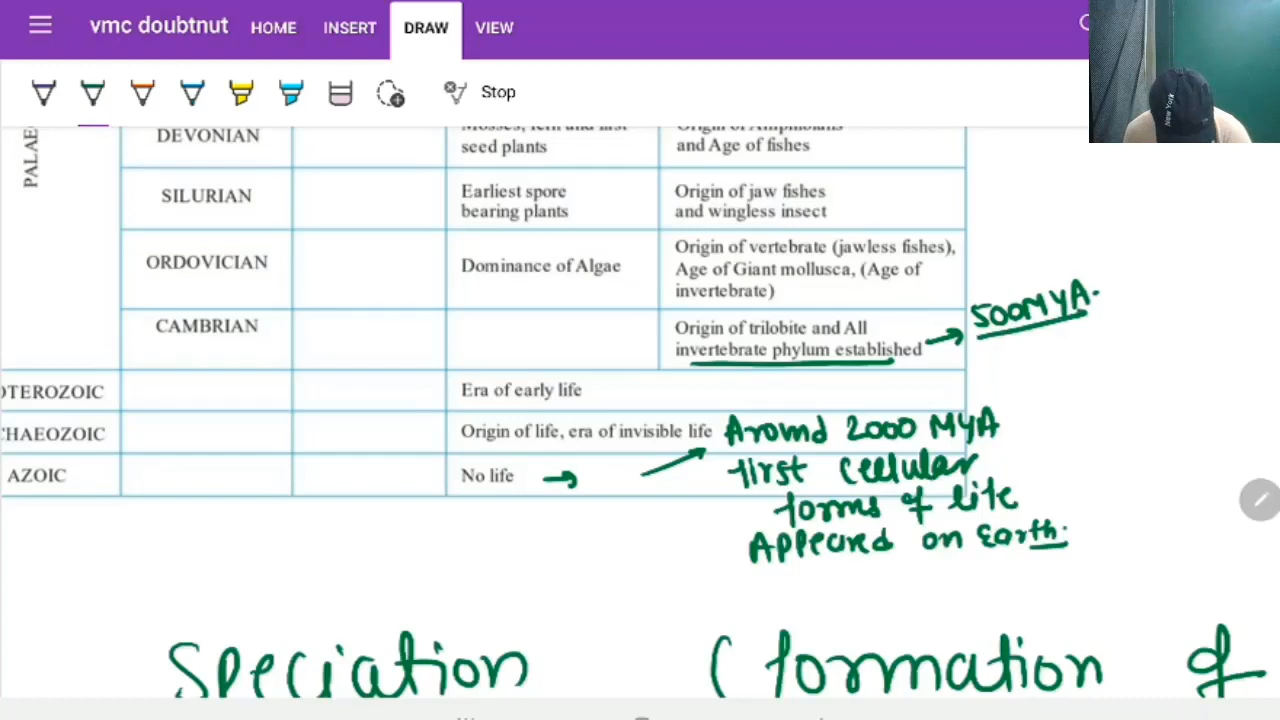 vmc doubtnut HOME INSERT DRAW VIEW
Stop
New York
PALAE
DEVONIAN
seed plants
and Age of fishes
SILURIAN
Earliest spore
bearing plants
Origin of jaw fishes
and wingless insect
ORDOVICIAN
Dominance of Algae
Origin of vertebrate (jawless fishes),
Age of Giant mollusca, (Age of
invertebrate)
CAMBRIAN
Origin of trilobite and All
invertebrate phylum established
500MYA.
OTEROZOIC
Era of early life
CHAEOZOIC
Origin of life, era of invisible life
AZOIC
No life
Around 2000 MYA
first cellular
forms of life
Appeared on Earth.
Speciation (formation of